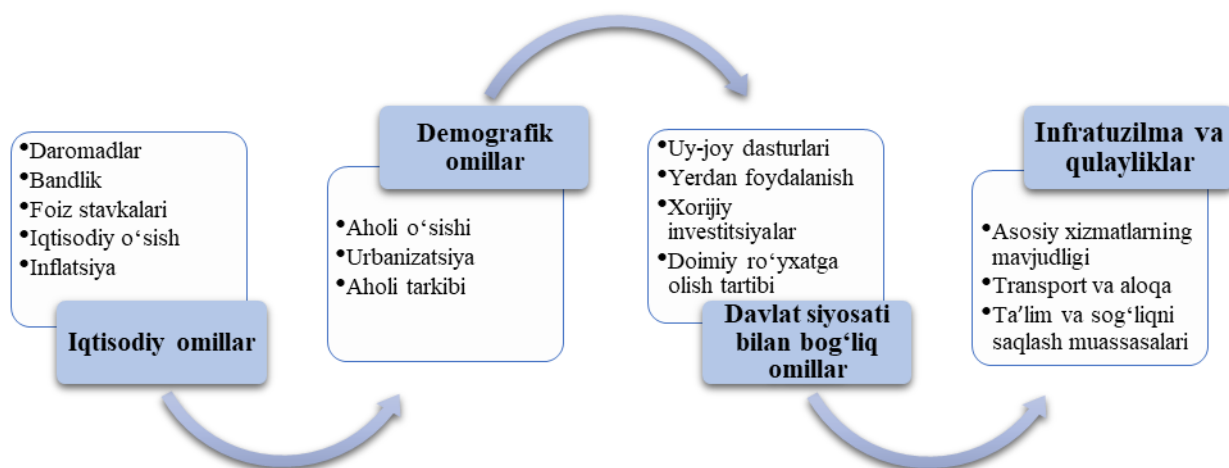 •Daromadlar
•Bandlik
•Foiz stavkalari
•Iqtisodiy o‘sish
•Inflatsiya
Iqtisodiy omillar
Demografik
omillar
•Aholi o‘sishi
•Urbanizatsiya
•Aholi tarkibi
•Uy-joy dasturlari
•Yerdan foydalanish
•Xorijiy
investitsiyalar
•Doimiy ro‘yxatga
olish tartibi
Davlat siyosati
bilan bog‘liq
omillar
Infratuzilma va
qulayliklar
•Asosiy xizmatlarning
mavjudligi
•Transport va aloqa
•Ta’lim va sog‘liqni
saqlash muassasalari